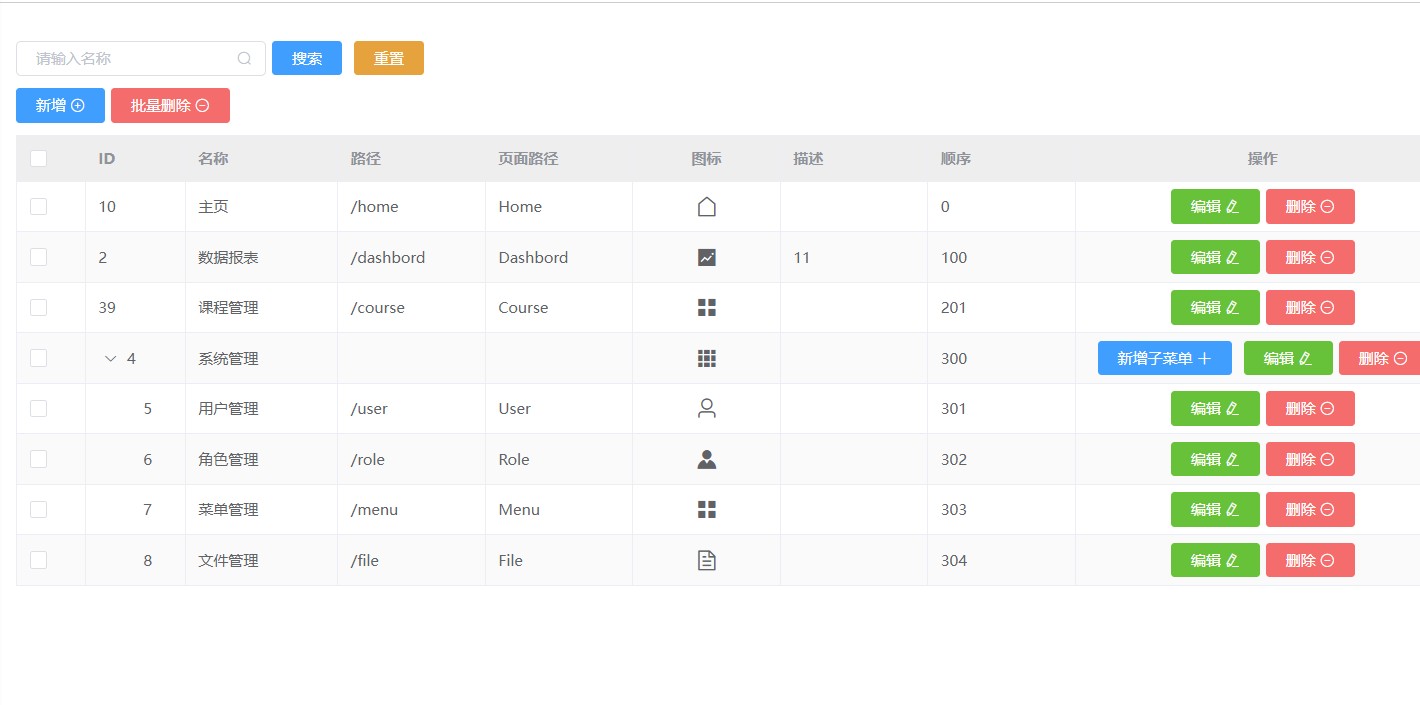 请输入名称 搜索 重置
新增 批量删除
ID 名称 路径 页面路径 图标 描述 顺序 操作
10 主页 /home Home 0 编辑 删除
2 数据报表 /dashbord Dashbord 11 100 编辑 删除
39 课程管理 /course Course 201 编辑 删除
4 系统管理 300 新增子菜单 编辑 删除
5 用户管理 /user User 301 编辑 删除
6 角色管理 /role Role 302 编辑 删除
7 菜单管理 /menu Menu 303 编辑 删除
8 文件管理 /file File 304 编辑 删除